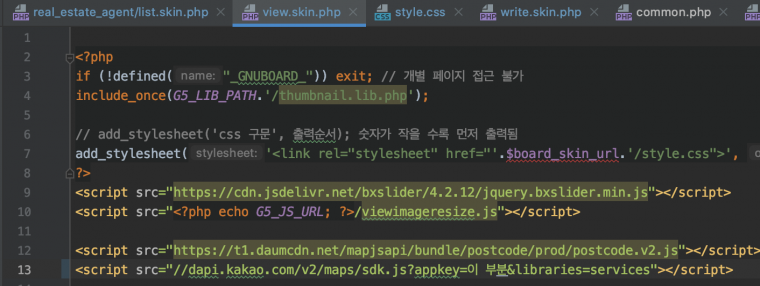 real_estate_agent/list.skin.php view.skin.php style.css write.skin.php common.php
1
2 <?php
3 if (!defined( name: "_GNUBOARD_")) exit; // 개별 페이지 접근 불가
4 include_once(G5_LIB_PATH.'/thumbnail.lib.php');
5
6 // add_stylesheet('css 구문', 출력순서); 숫자가 작을 수록 먼저 출력됨
7 add_stylesheet( stylesheet: '<link rel="stylesheet" href="'.$board_skin_url.'/style.css">',
8 ?>
9 <script src="https://cdn.jsdelivr.net/bxslider/4.2.12/jquery.bxslider.min.js"></script>
10 <script src="<?php echo G5_JS_URL; ?>/viewimageresize.js"></script>
11
12 <script src="https://t1.daumcdn.net/mapjsapi/bundle/postcode/prod/postcode.v2.js"></script>
13 <script src="//dapi.kakao.com/v2/maps/sdk.js?appkey=이 부분&libraries=services"></script>